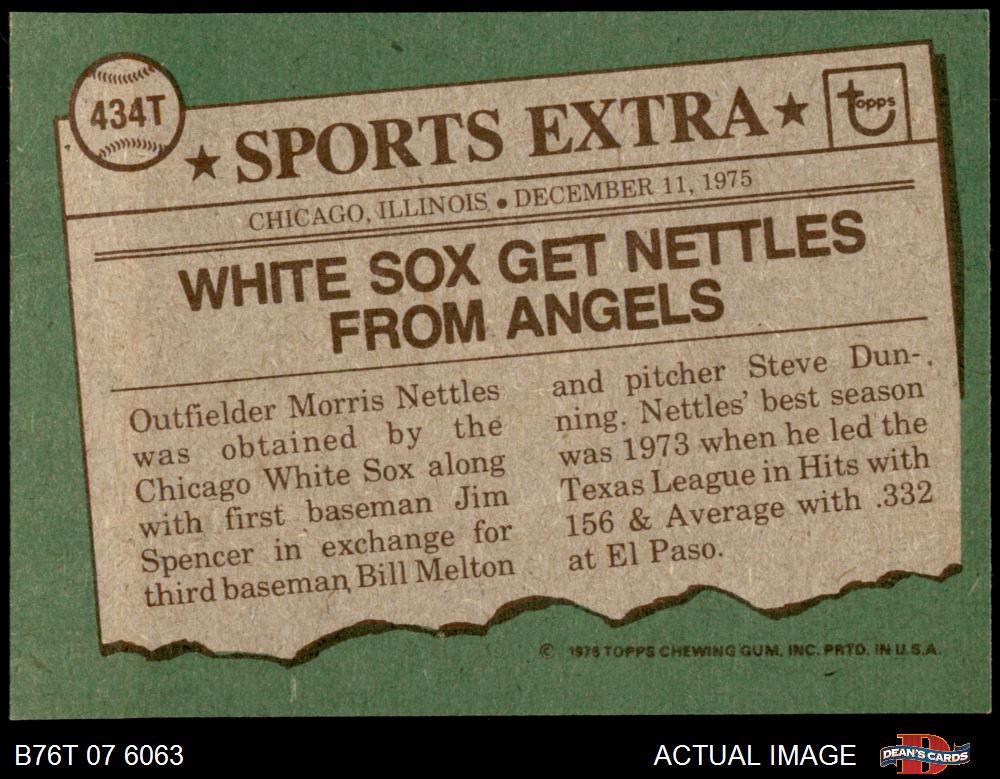 434T
★ SPORTS EXTRA ★
topps
CHICAGO, ILLINOIS • DECEMBER 11, 1975
WHITE SOX GET NETTLES
FROM ANGELS
Outfielder Morris Nettles
was obtained by the
Chicago White Sox along
with first baseman Jim
Spencer in exchange for
third baseman Bill Melton
and pitcher Steve Dun-
ning. Nettles' best season
was 1973 when he led the
Texas League in Hits with
156 & Average with .332
at El Paso.
© 1976 TOPPS CHEWING GUM, INC. PRTD. IN U.S.A.
B76T 07 6063
ACTUAL IMAGE
DEAN'S CARDS